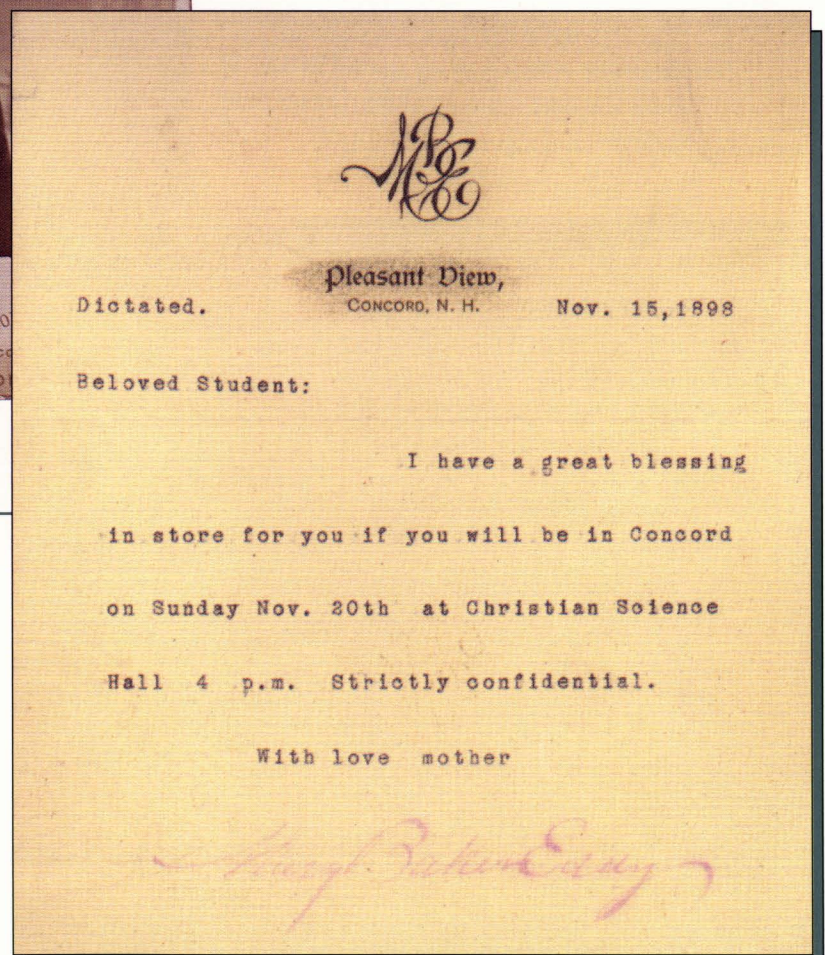 MBE
Pleasant View,
CONCORD, N. H.
Dictated. Nov. 15,1898
Beloved Student:
I have a great blessing
in store for you if you will be in Concord
on Sunday Nov. 20th at Christian Science
Hall 4 p.m. Strictly confidential.
With love mother
Mary Baker Eddy